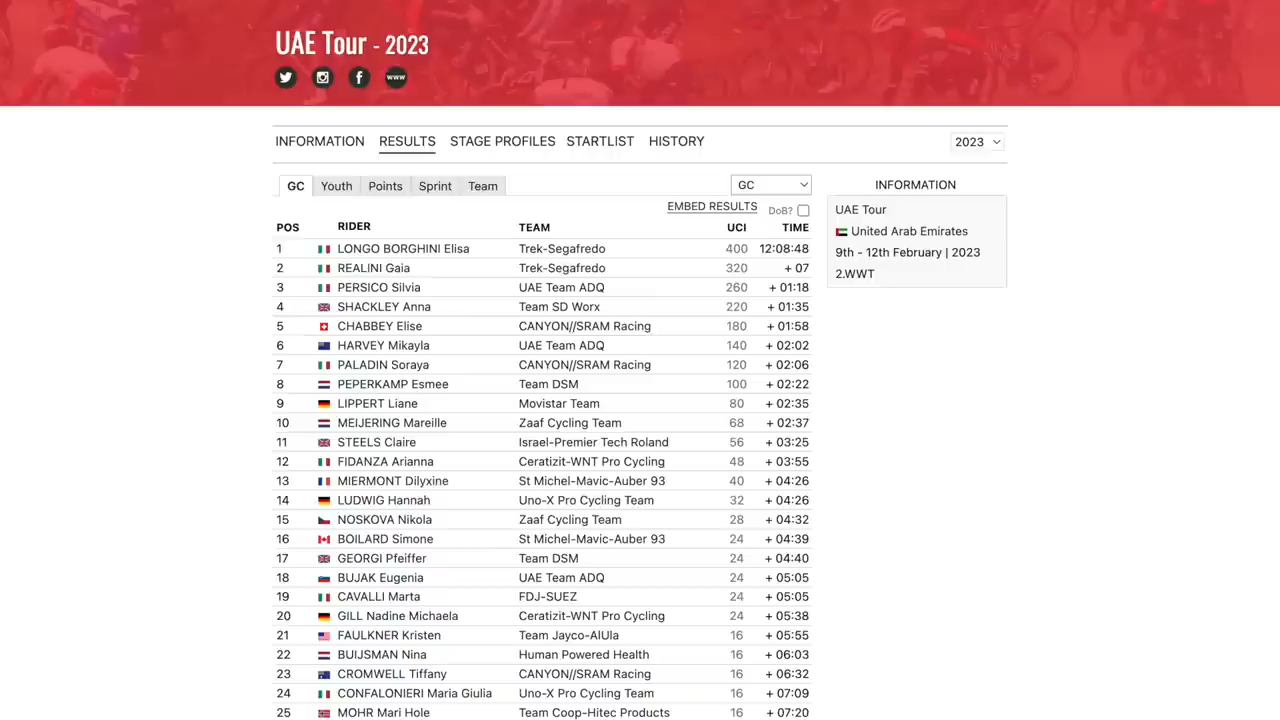 UAE Tour - 2023
www
INFORMATION RESULTS STAGE PROFILES STARTLIST HISTORY 2023
GC Youth Points Sprint Team GC
EMBED RESULTS DoB?
POS RIDER TEAM UCI TIME
1 LONGO BORGHINI Elisa Trek-Segafredo 400 12:08:48
2 REALINI Gaia Trek-Segafredo 320 + 07
3 PERSICO Silvia UAE Team ADQ 260 + 01:18
4 SHACKLEY Anna Team SD Worx 220 + 01:35
5 CHABBEY Elise CANYON//SRAM Racing 180 + 01:58
6 HARVEY Mikayla UAE Team ADQ 140 + 02:02
7 PALADIN Soraya CANYON//SRAM Racing 120 + 02:06
8 PEPERKAMP Esmee Team DSM 100 + 02:22
9 LIPPERT Liane Movistar Team 80 + 02:35
10 MEIJERING Mareille Zaaf Cycling Team 68 + 02:37
11 STEELS Claire Israel-Premier Tech Roland 56 + 03:25
12 FIDANZA Arianna Ceratizit-WNT Pro Cycling 48 + 03:55
13 MIERMONT Dilyxine St Michel-Mavic-Auber 93 40 + 04:26
14 LUDWIG Hannah Uno-X Pro Cycling Team 32 + 04:26
15 NOSKOVA Nikola Zaaf Cycling Team 28 + 04:32
16 BOILARD Simone St Michel-Mavic-Auber 93 24 + 04:39
17 GEORGI Pfeiffer Team DSM 24 + 04:40
18 BUJAK Eugenia UAE Team ADQ 24 + 05:05
19 CAVALLI Marta FDJ-SUEZ 24 + 05:05
20 GILL Nadine Michaela Ceratizit-WNT Pro Cycling 24 + 05:38
21 FAULKNER Kristen Team Jayco-AlUla 16 + 05:55
22 BUIJSMAN Nina Human Powered Health 16 + 06:03
23 CROMWELL Tiffany CANYON//SRAM Racing 16 + 06:32
24 CONFALONIERI Maria Giulia Uno-X Pro Cycling Team 16 + 07:09
25 MOHR Mari Hole Team Coop-Hitec Products 16 + 07:20
INFORMATION
UAE Tour
United Arab Emirates
9th - 12th February | 2023
2.WWT